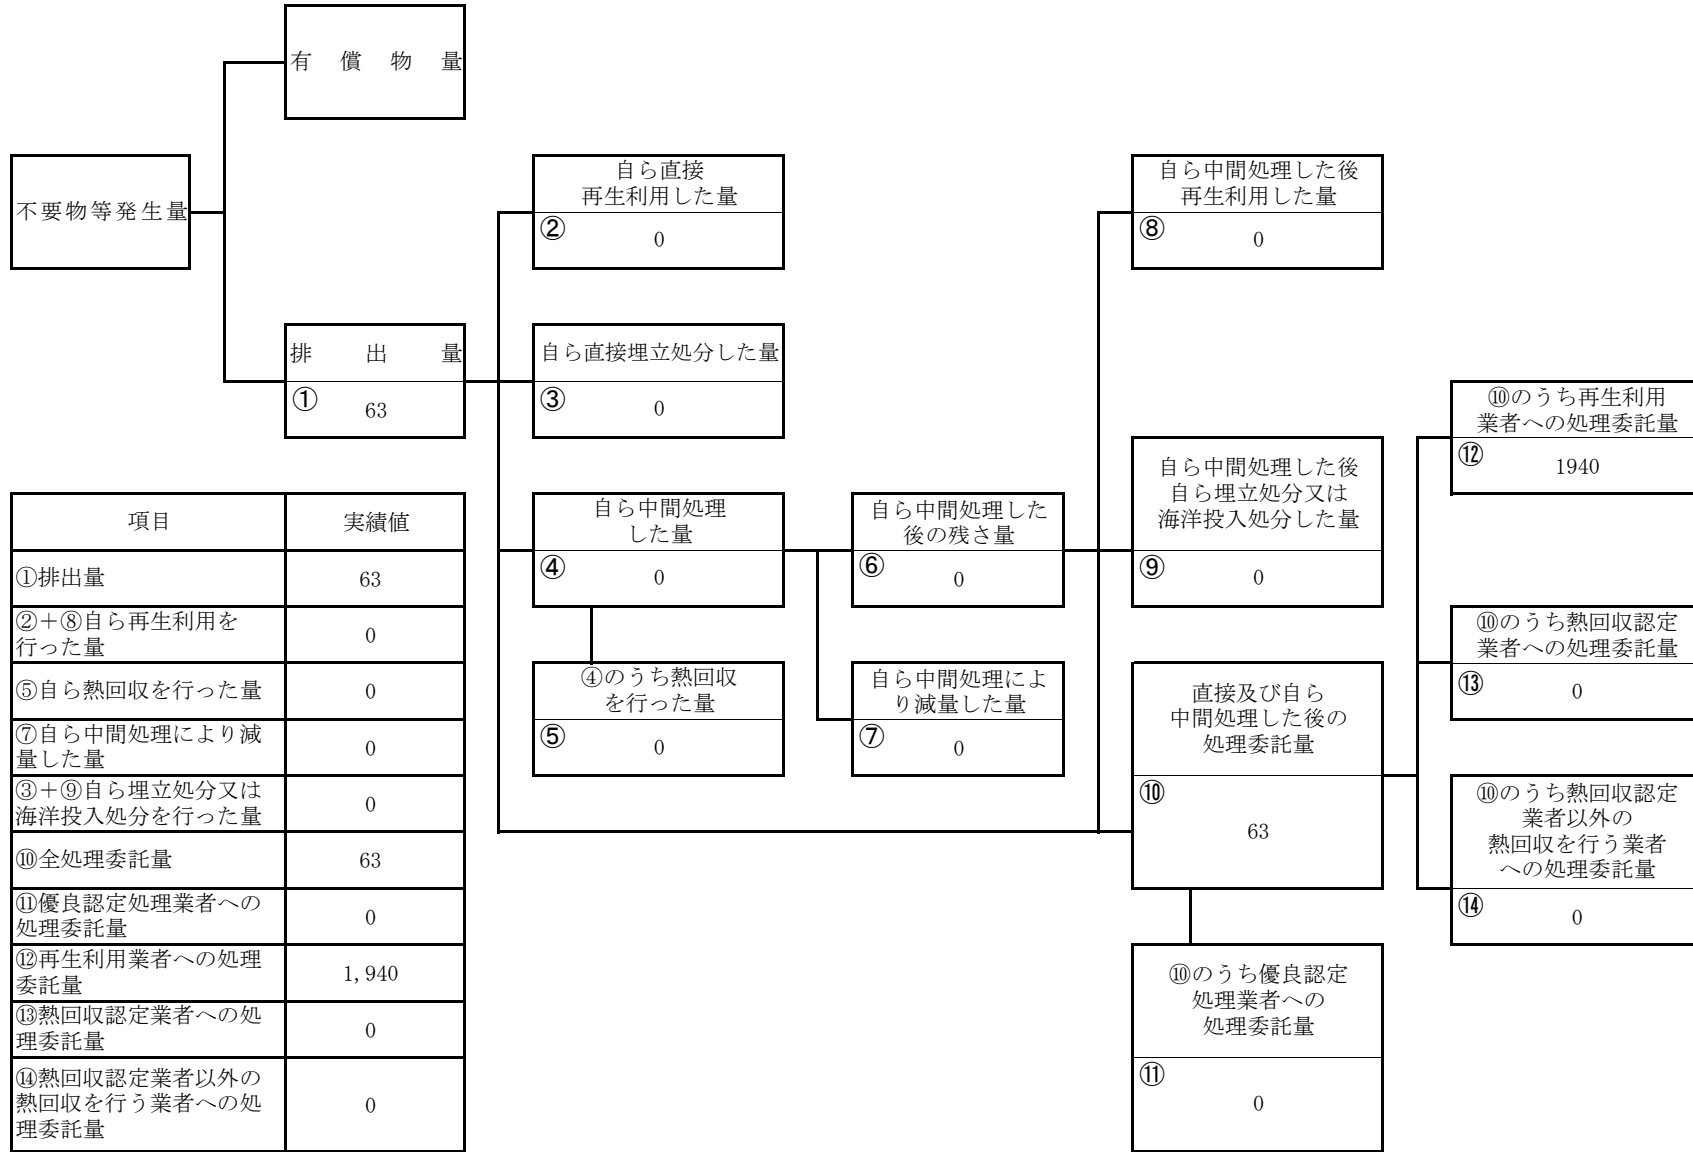 有償物量
不要物等発生量
自ら直接
再生利用した量
②
0
自ら中間処理した後
再生利用した量
⑧
0
排出量
①
63
自ら直接埋立処分した量
③
0
⑩のうち再生利用
業者への処理委託量
⑫
1940
自ら中間処理
した量
④
0
自ら中間処理した
後の残さ量
⑥
0
自ら中間処理した後
自ら埋立処分又は
海洋投入処分した量
⑨
0
④のうち熱回収
を行った量
⑤
0
自ら中間処理によ
り減量した量
⑦
0
直接及び自ら
中間処理した後の
処理委託量
⑩
63
⑩のうち熱回収認定
業者への処理委託量
⑬
0
⑩のうち熱回収認定
業者以外の
熱回収を行う業者
への処理委託量
⑭
0
⑩のうち優良認定
処理業者への
処理委託量
⑪
0
項目 実績値
①排出量 63
②+⑧自ら再生利用を
行った量 0
⑤自ら熱回収を行った量 0
⑦自ら中間処理により減
量した量 0
③+⑨自ら埋立処分又は
海洋投入処分を行った量 0
⑩全処理委託量 63
⑪優良認定処理業者への
処理委託量 0
⑫再生利用業者への処理
委託量 1,940
⑬熱回収認定業者への処
理委託量 0
⑭熱回収認定業者以外の
熱回収を行う業者への処
理委託量 0